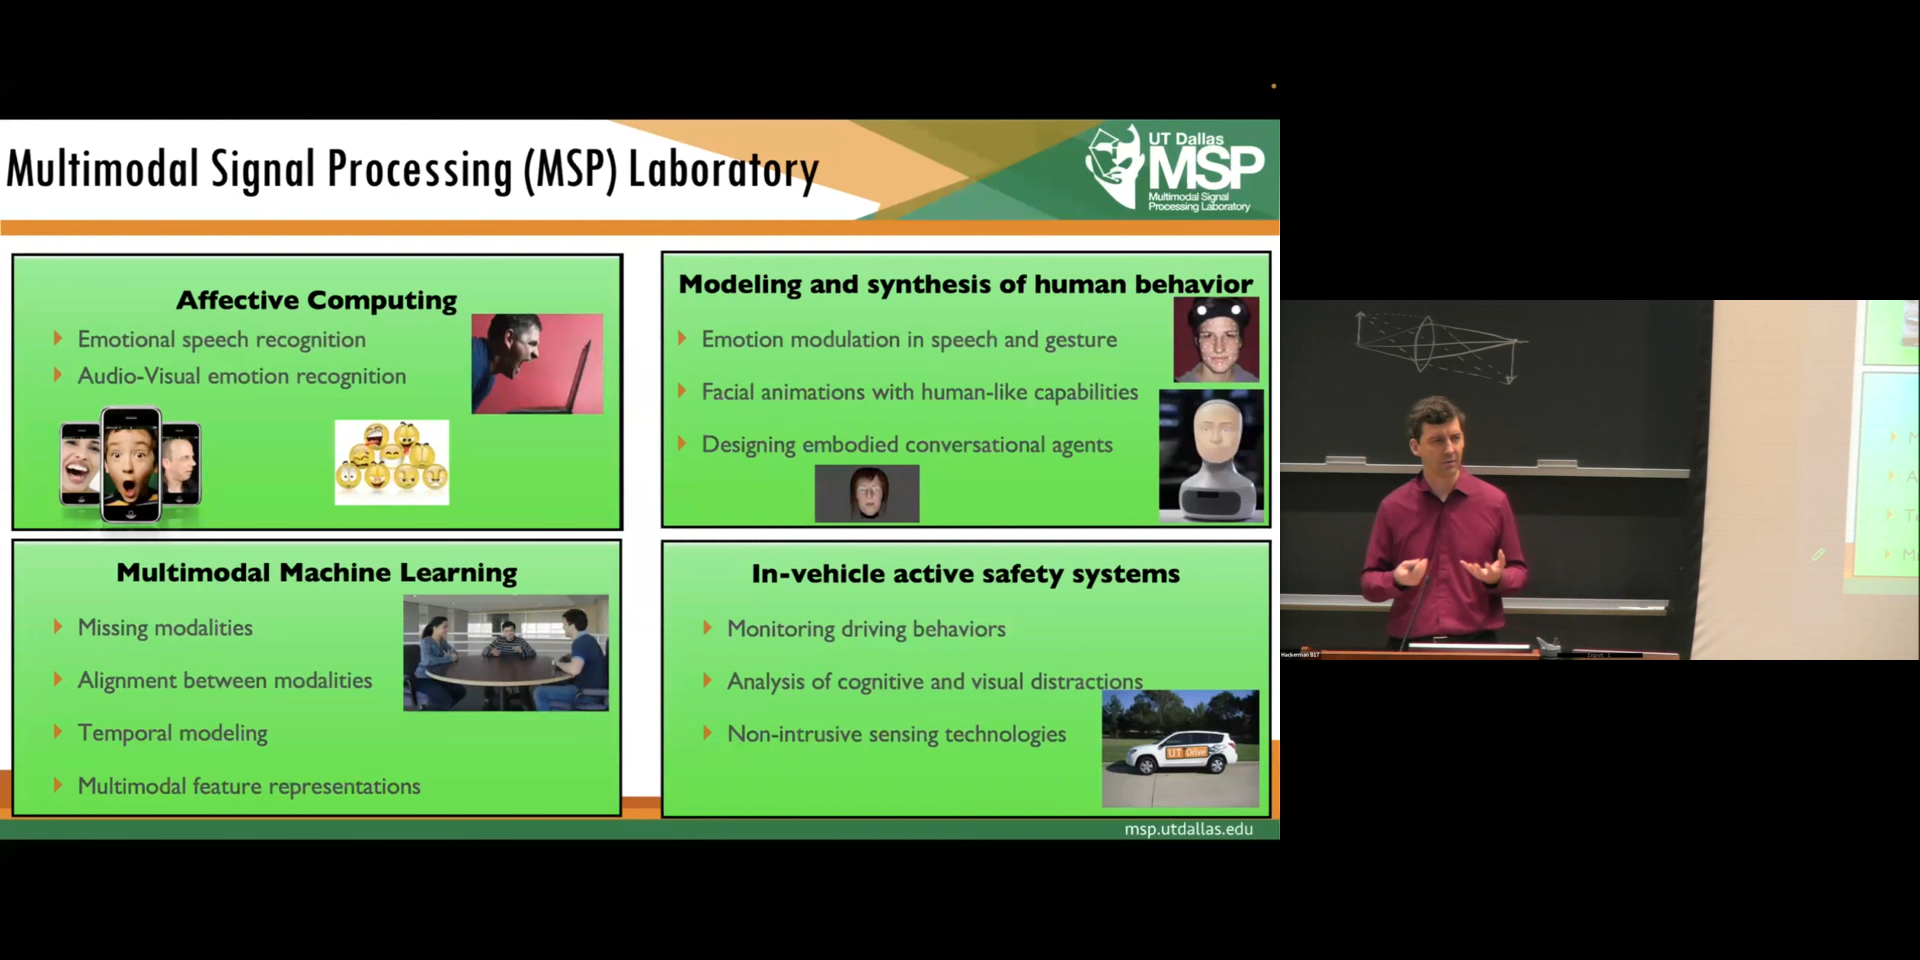 Multimodal Signal Processing (MSP) Laboratory
UT Dallas
MSP
Multimodal Signal
Processing Laboratory
Affective Computing
Emotional speech recognition
Audio-Visual emotion recognition
Modeling and synthesis of human behavior
Emotion modulation in speech and gesture
Facial animations with human-like capabilities
Designing embodied conversational agents
Multimodal Machine Learning
Missing modalities
Alignment between modalities
Temporal modeling
Multimodal feature representations
In-vehicle active safety systems
Monitoring driving behaviors
Analysis of cognitive and visual distractions
Non-intrusive sensing technologies
UT Drive
msp.utdallas.edu
Hackerman B17